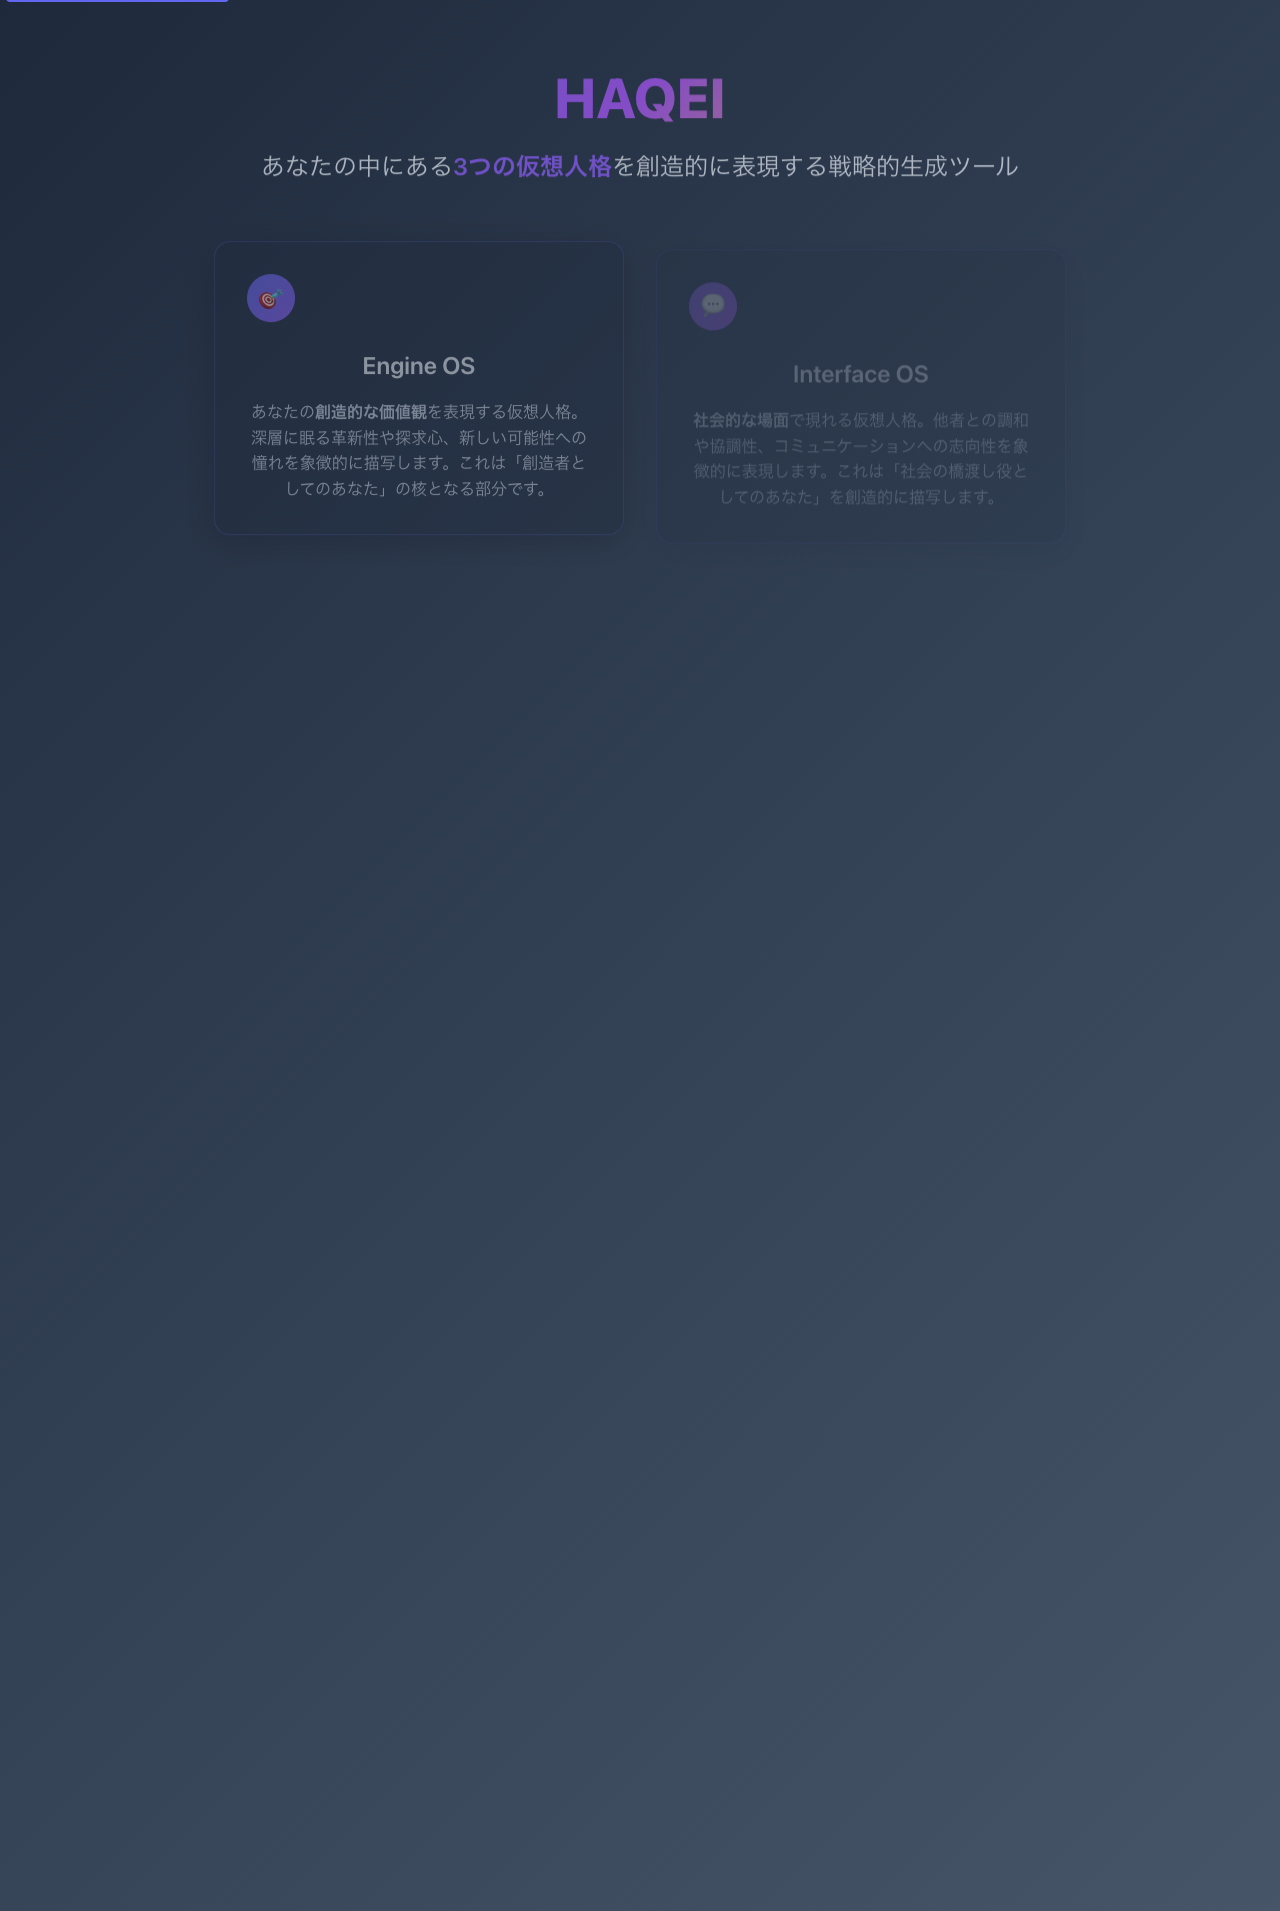 HAQEI
あなたの中にある3つの仮想人格を創造的に表現する戦略的生成ツール
Engine OS
あなたの創造的な価値観を表現する仮想人格。
深層に眠る革新性や探求心、新しい可能性への
憧れを象徴的に描写します。これは「創造者と
してのあなた」の核となる部分です。
Interface OS
社会的な場面で現れる仮想人格。他者との調和
や協調性、コミュニケーションへの志向性を象
徴的に表現します。これは「社会の橋渡し役と
してのあなた」を創造的に描写します。